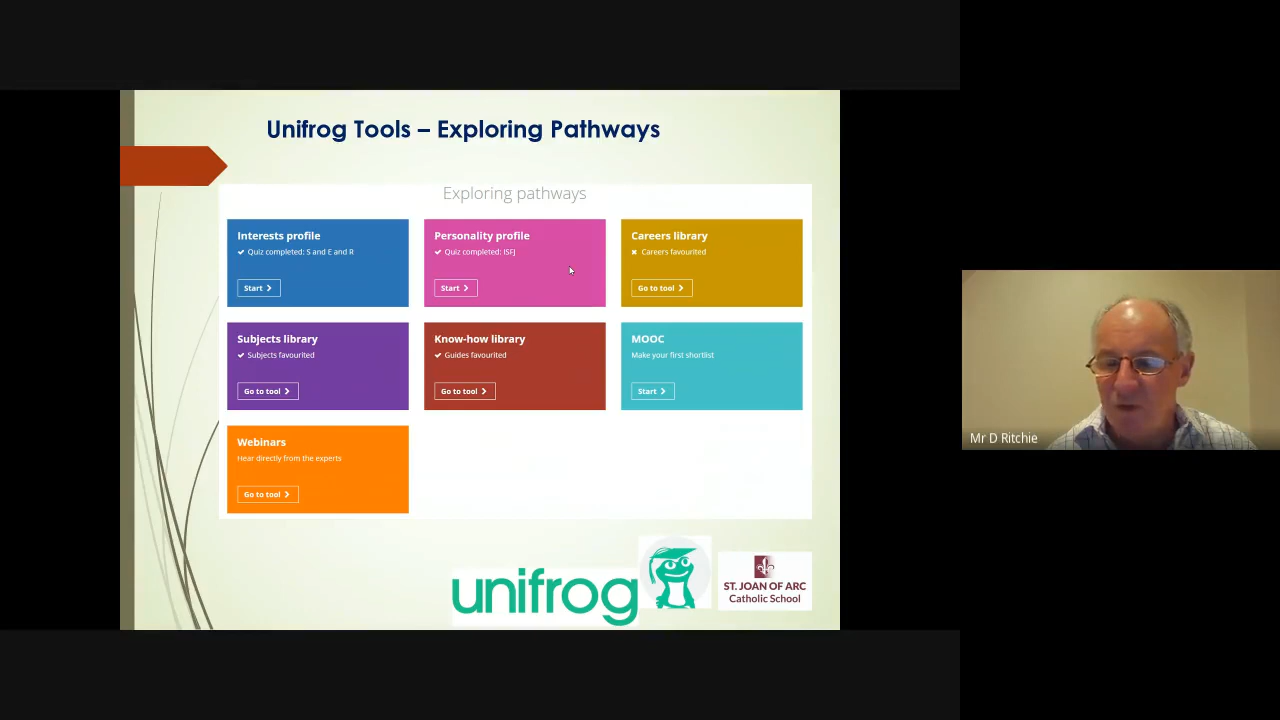 Unifrog Tools – Exploring Pathways
Exploring pathways
Interests profile
Quiz completed: S and E and R
Start
Personality profile
Quiz completed: ISFJ
Start
Careers library
Careers favourited
Go to tool
Subjects library
Subjects favourited
Go to tool
Know-how library
Guides favourited
Go to tool
MOOC
Make your first shortlist
Start
Webinars
Hear directly from the experts
Go to tool
unifrog
ST. JOAN OF ARC
Catholic School
Mr D Ritchie